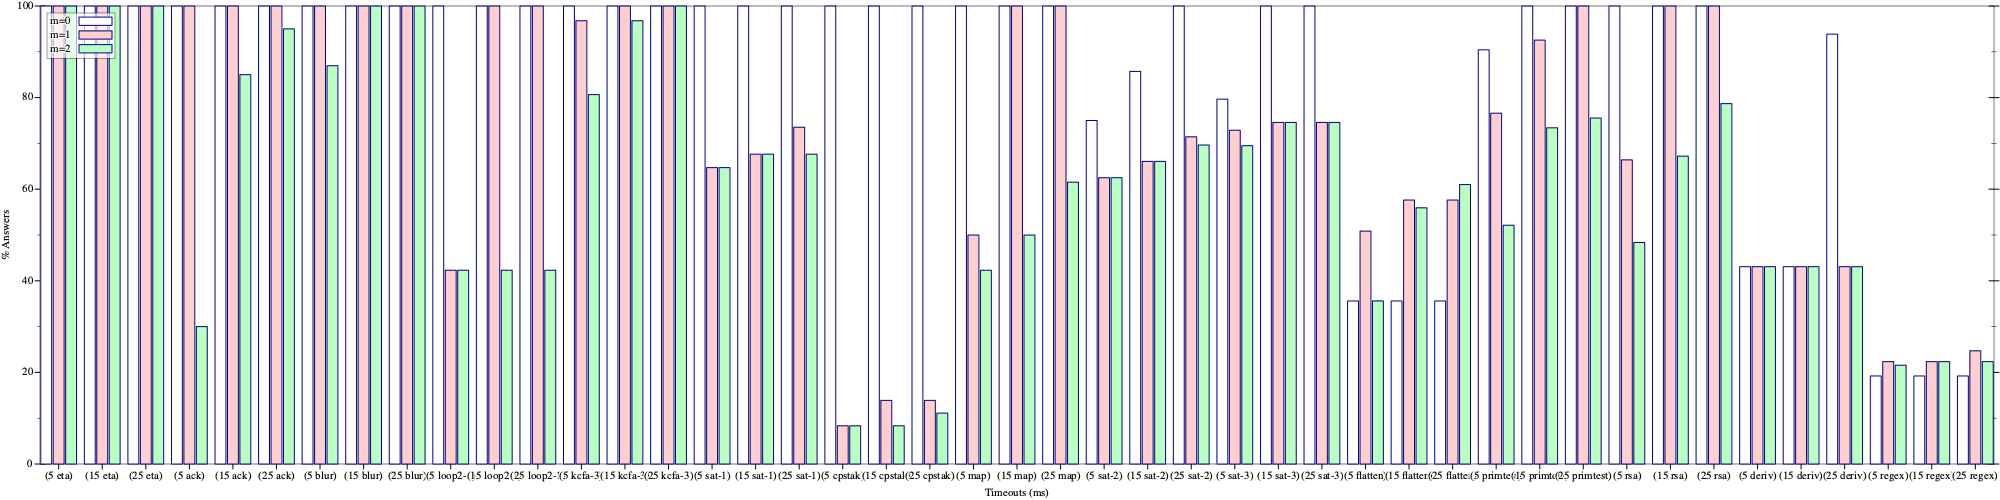 100
m=0
m=1
m=2
80
60
% Answers
40
20
0
(5 eta) (15 eta) (25 eta) (5 ack) (15 ack) (25 ack) (5 blur) (15 blur) (25 blur) (5 loop2- (15 loop2 (25 loop2- (5 kcfa-3 (15 kcfa-3 (25 kcfa-3) (5 sat-1) (15 sat-1) (25 sat-1) (5 cpstak (15 cpstak (25 cpstak) (5 map) (15 map) (25 map) (5 sat-2) (15 sat-2) (25 sat-2) (5 sat-3) (15 sat-3) (25 sat-3) (5 flatten) (15 flatten (25 flatten (5 primtest (15 primtest (25 primtest) (5 rsa) (15 rsa) (25 rsa) (5 deriv) (15 deriv) (25 deriv) (5 regex) (15 regex) (25 regex)
Timeouts (ms)